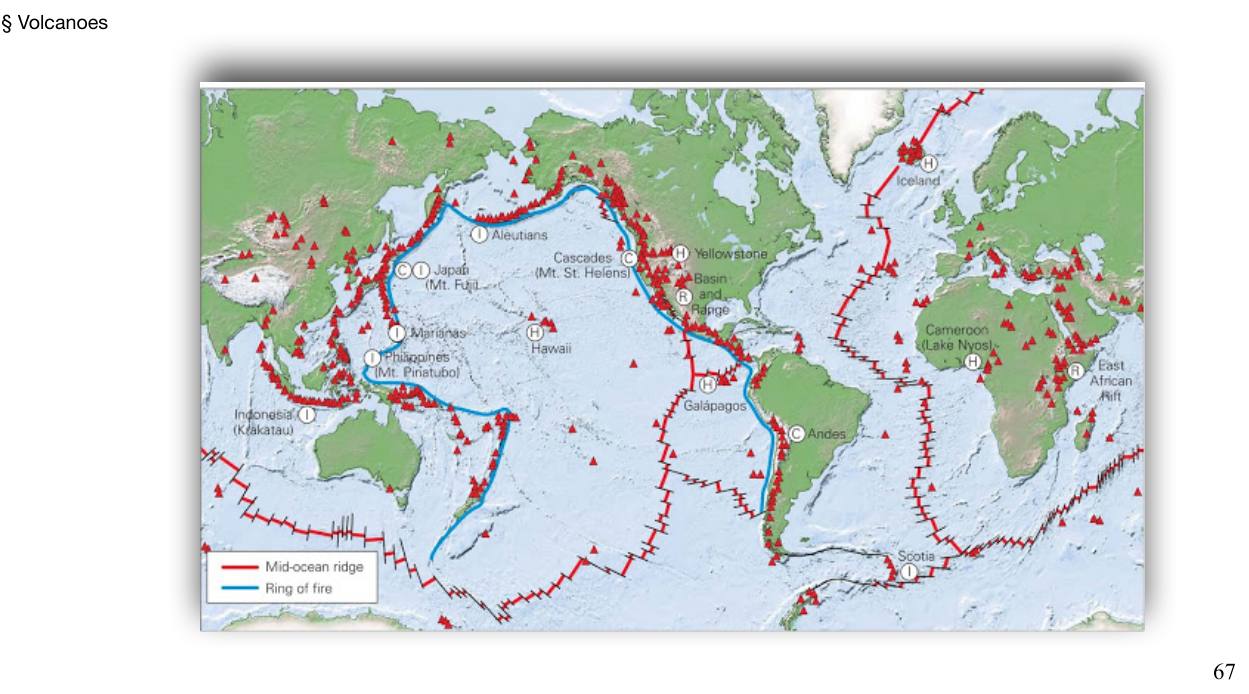 § Volcanoes
H
Iceland
I Aleutians
Cascades C
(Mt. St. Helens)
H Yellowstone
C I Japan
(Mt. Fuji)
Basin
R and
Range
I Marianas
H
Hawaii
Cameroon
(Lake Nyos) H
I Philippines
(Mt. Pinatubo)
R East
African
Rift
H
Galápagos
Indonesia I
(Krakatau)
C Andes
Scotia
I
Mid-ocean ridge
Ring of fire
67